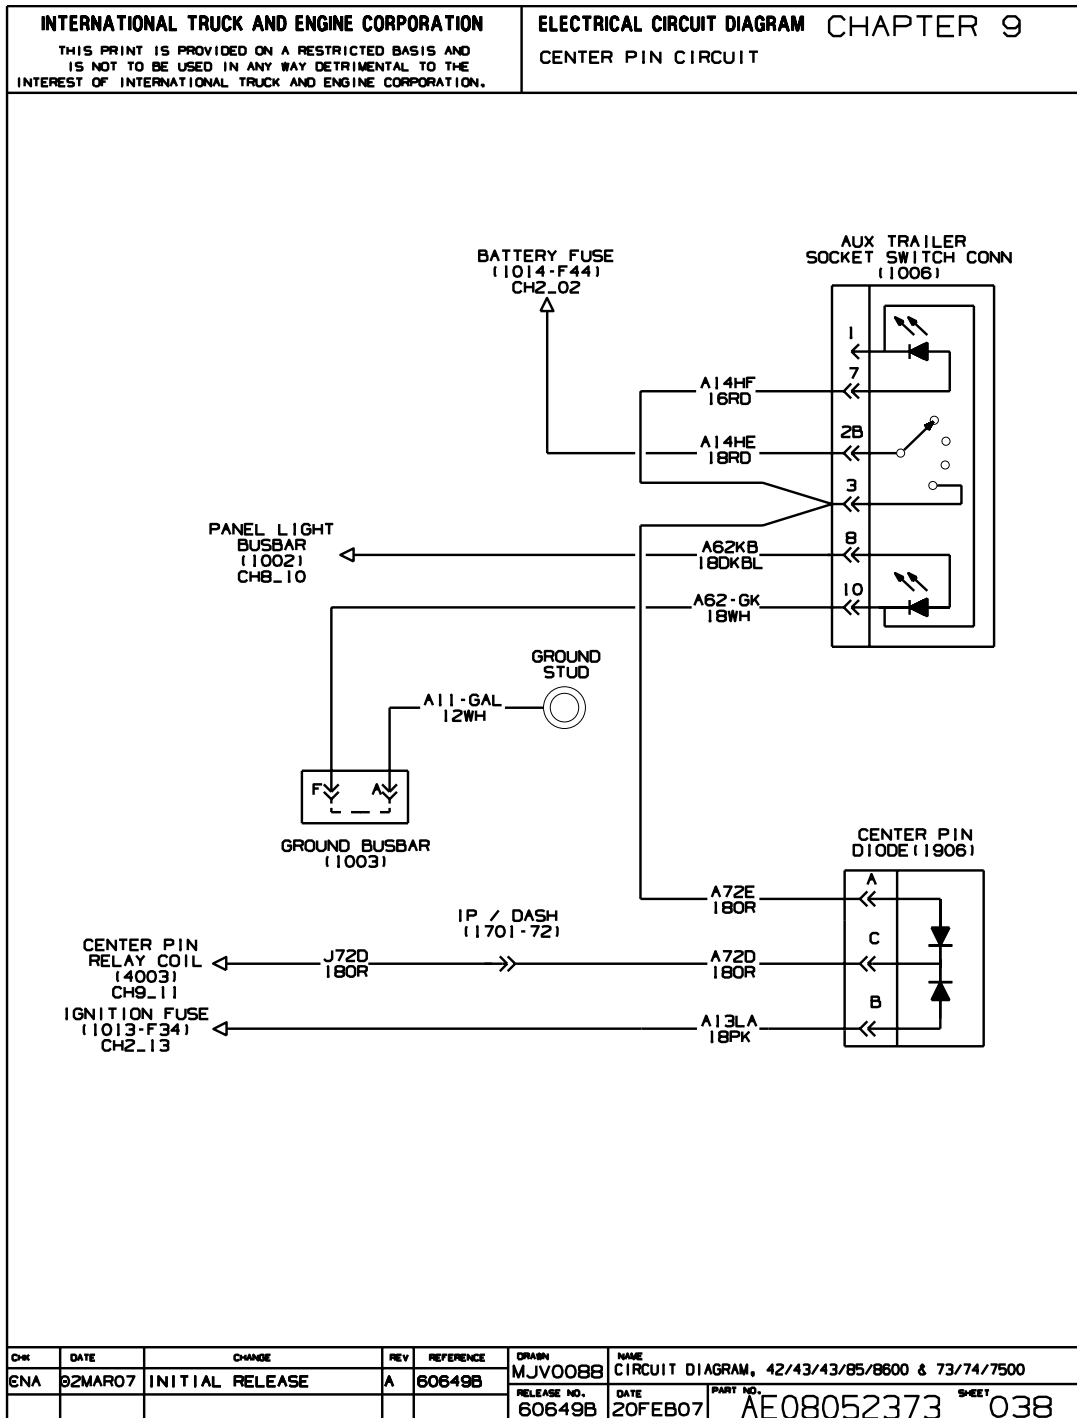 INTERNATIONAL TRUCK AND ENGINE CORPORATION
THIS PRINT IS PROVIDED ON A RESTRICTED BASIS AND
IS NOT TO BE USED IN ANY WAY DETRIMENTAL TO THE
INTEREST OF INTERNATIONAL TRUCK AND ENGINE CORPORATION.
ELECTRICAL CIRCUIT DIAGRAM CHAPTER 9
CENTER PIN CIRCUIT
BATTERY FUSE
(1014-F44)
CH2_02
AUX TRAILER
SOCKET SWITCH CONN
(1006)
1
7
A14HF
16RD
2B
A14HE
18RD
3
PANEL LIGHT
BUSBAR
(1002)
CH8_10
8
A62KB
18DKBL
10
A62-GK
18WH
GROUND
STUD
A11-GAL
12WH
F
A
GROUND BUSBAR
(1003)
CENTER PIN
DIODE(1906)
A
A72E
18OR
IP / DASH
(1701-72)
C
CENTER PIN
RELAY COIL
(4003)
CH9_11
J72D
18OR
A72D
18OR
B
IGNITION FUSE
(1013-F34)
CH2_13
A13LA
18PK
CHK DATE CHANGE REV REFERENCE
CNA 02MAR07 INITIAL RELEASE A 60649B
DRAWN
MJV0088
NAME
CIRCUIT DIAGRAM, 42/43/43/85/8600 & 73/74/7500
RELEASE NO.
60649B
DATE
20FEB07
PART NO.
AE08052373
SHEET
038